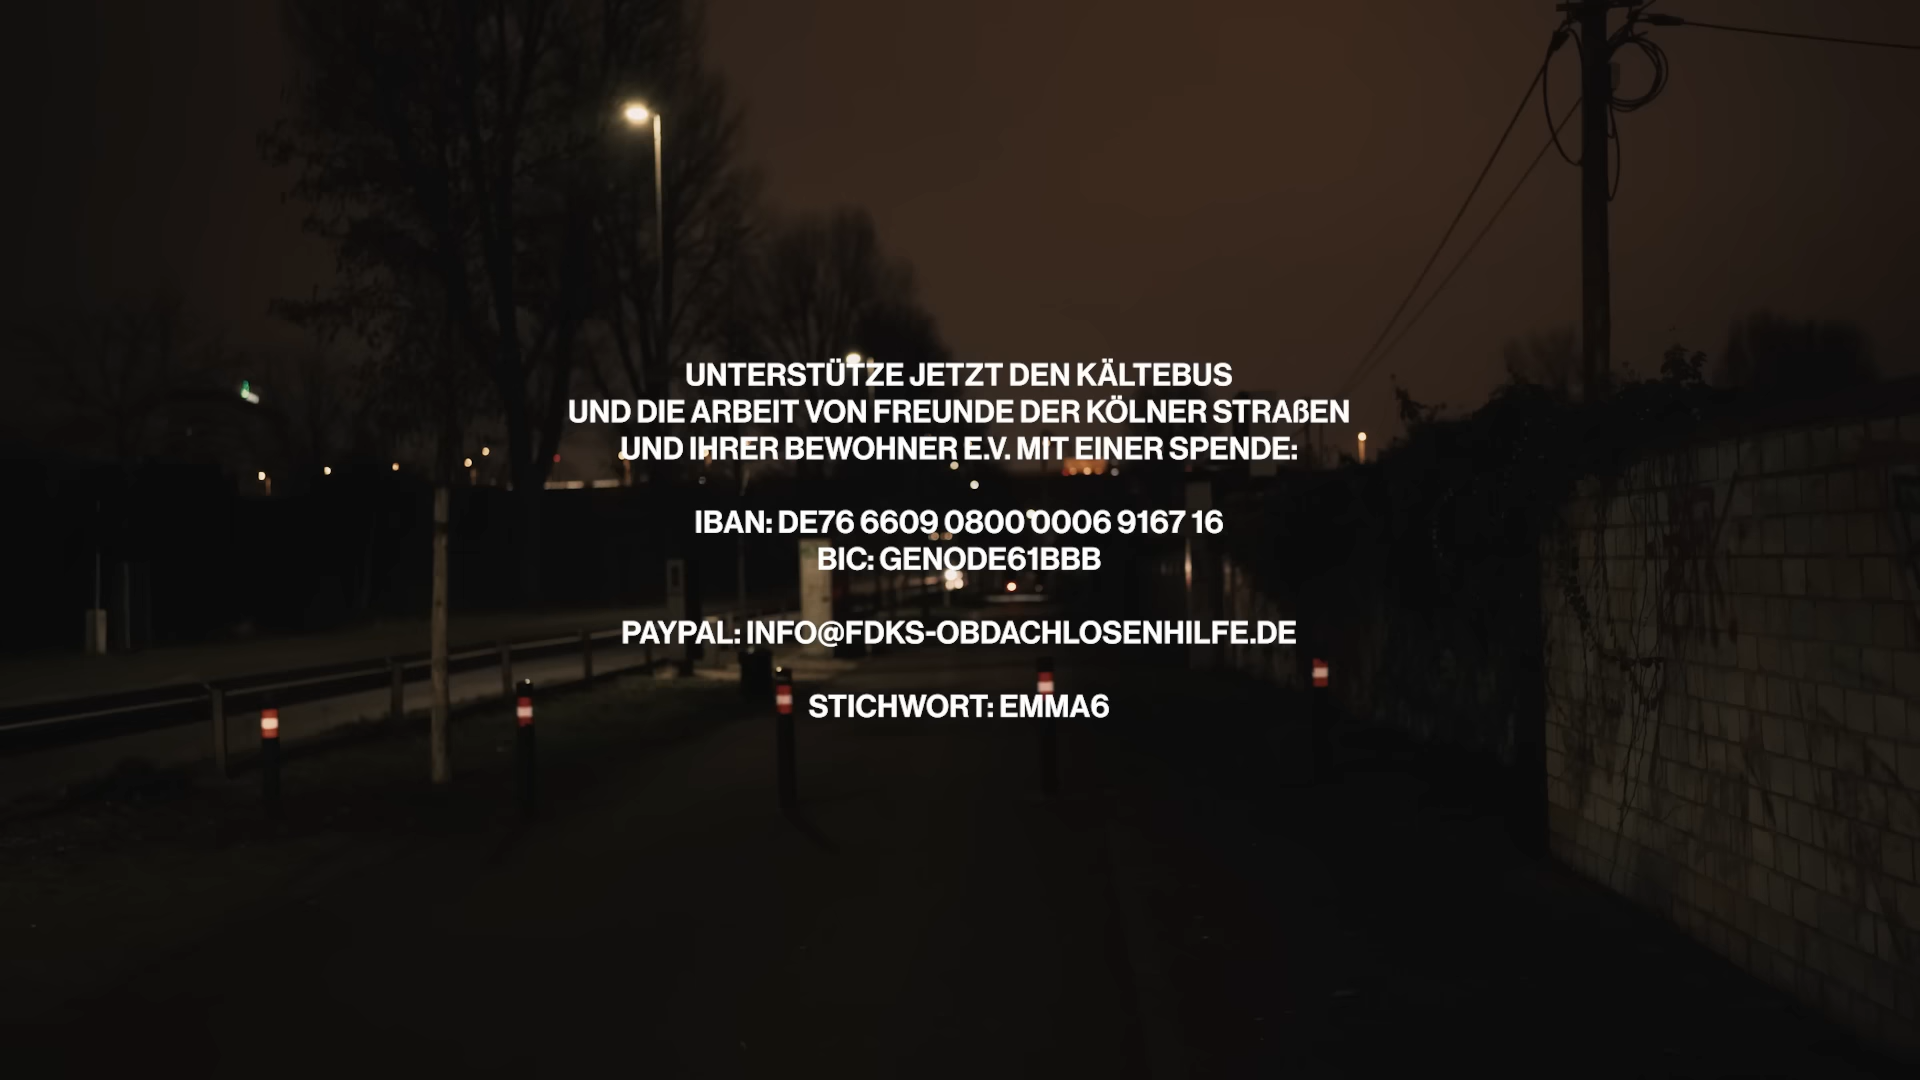 UNTERSTÜTZE JETZT DEN KÄLTEBUS
UND DIE ARBEIT VON FREUNDE DER KÖLNER STRAßEN
UND IHRER BEWOHNER E.V. MIT EINER SPENDE:
IBAN: DE76 6609 0800 0006 9167 16
BIC: GENODE61BBB
PAYPAL: INFO@FDKS-OBDACHLOSENHILFE.DE
STICHWORT: EMMA6